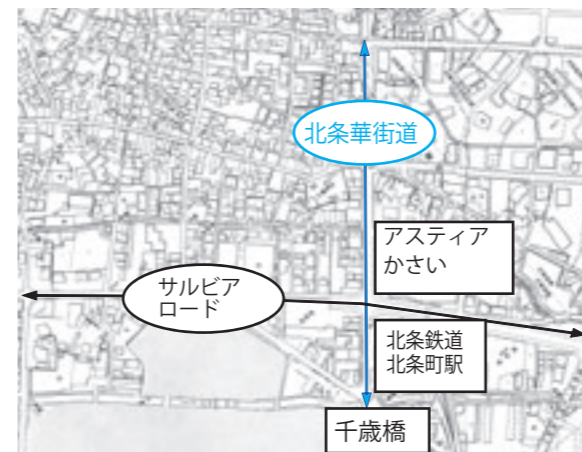 北条華街道
アスティア
かさい
サルビア
ロード
北条鉄道
北条町駅
千歳橋